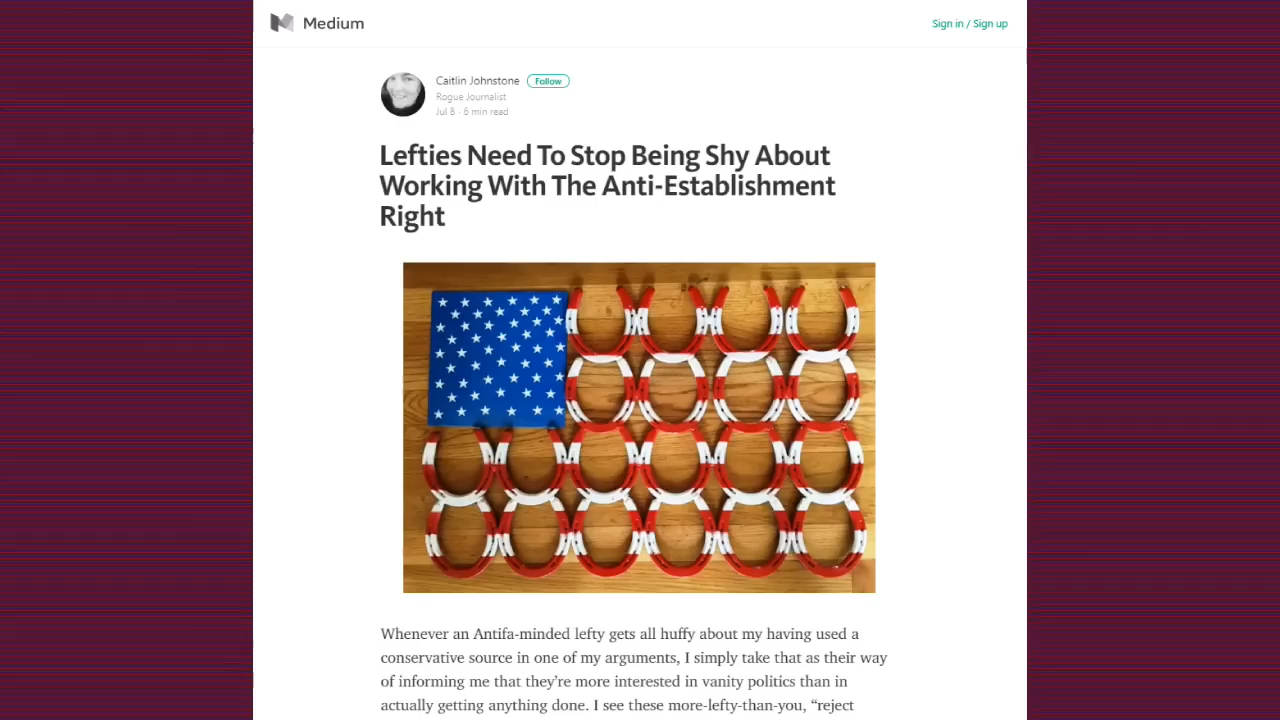 Medium
Sign in / Sign up
Caitlin Johnstone Follow
Rogue Journalist
Jul 8 · 6 min read
Lefties Need To Stop Being Shy About
Working With The Anti-Establishment
Right
Whenever an Antifa-minded lefty gets all huffy about my having used a
conservative source in one of my arguments, I simply take that as their way
of informing me that they’re more interested in vanity politics than in
actually getting anything done. I see these more-lefty-than-you, “reject